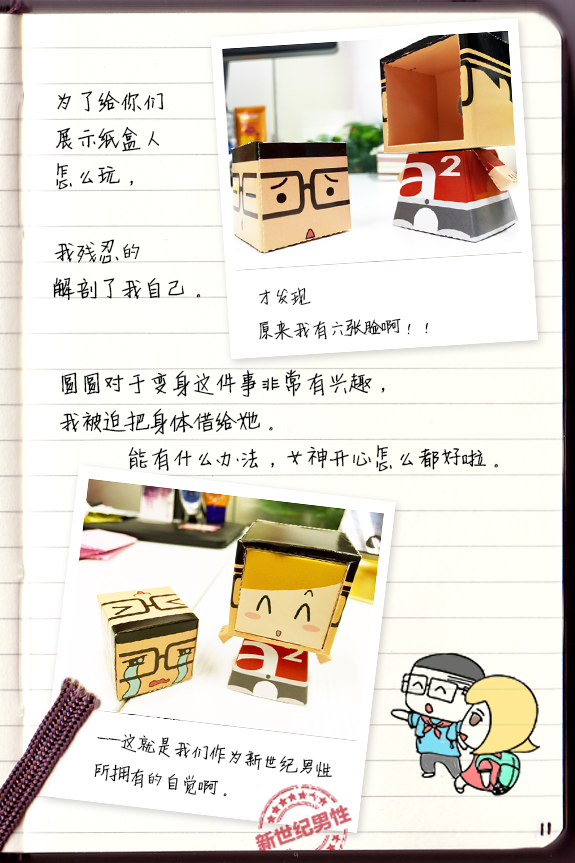 为了给你们
展示纸盒人
怎么玩，
我残忍的
解剖了我自己。
a2
才发现
原来我有六张脸啊！！
圆圆对于变身这件事非常有兴趣，
我被迫把身体借给她。
能有什么办法，女神开心怎么都好啦。
a2
——这就是我们作为新世纪男性
所拥有的自觉啊。
新世纪男性
11